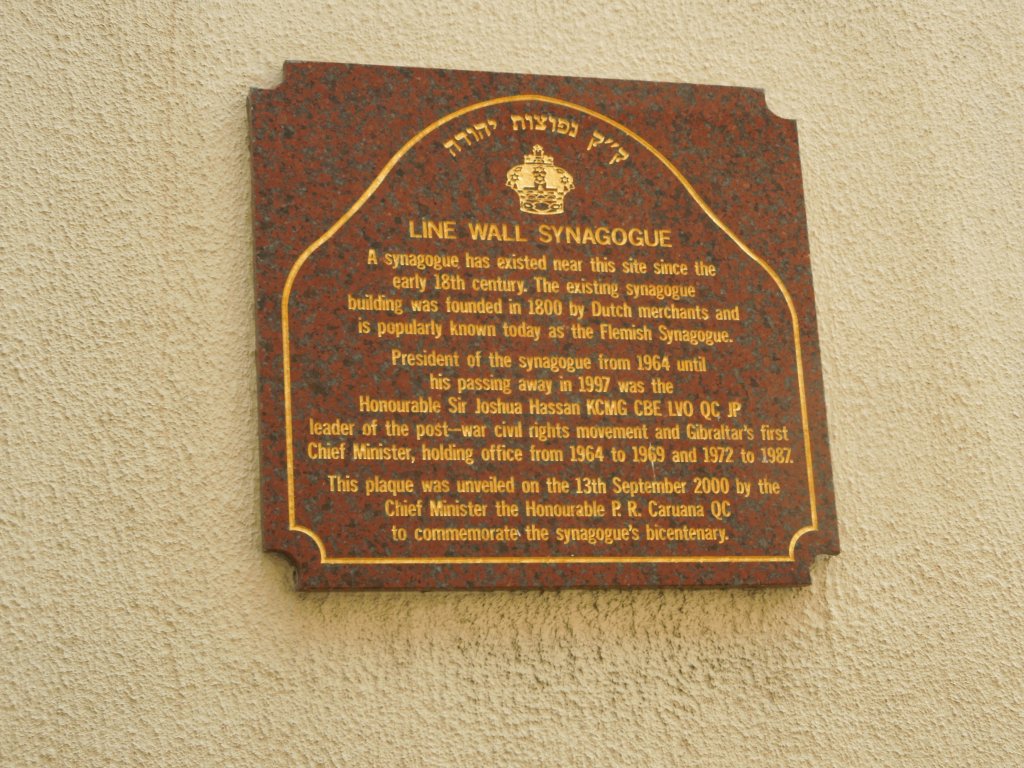 ק״ק נפוצות יהודה
LINE WALL SYNAGOGUE
A synagogue has existed near this site since the
early 18th century. The existing synagogue
building was founded in 1800 by Dutch merchants and
is popularly known today as the Flemish Synagogue.
President of the synagogue from 1964 until
his passing away in 1997 was the
Honourable Sir Joshua Hassan KCMG CBE LVO QC JP
leader of the post-war civil rights movement and Gibraltar's first
Chief Minister, holding office from 1964 to 1969 and 1972 to 1987.
This plaque was unveiled on the 13th September 2000 by the
Chief Minister the Honourable P. R. Caruana QC
to commemorate the synagogue's bicentenary.